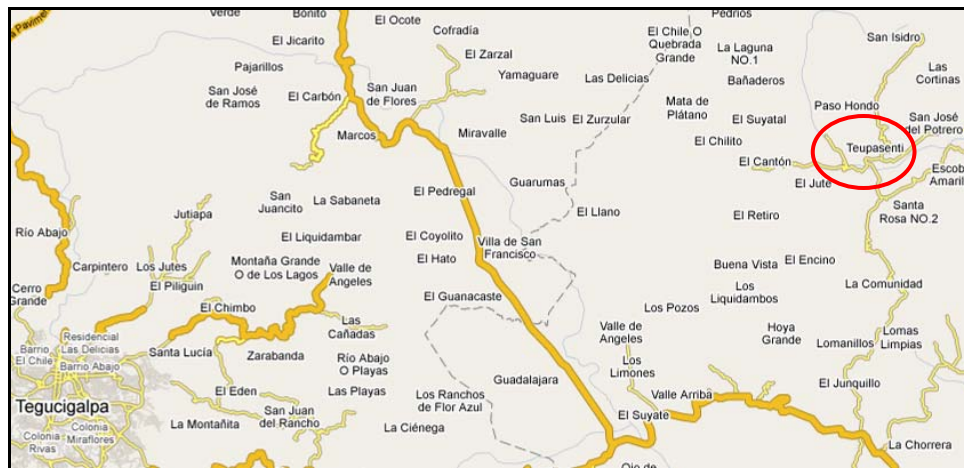 a Pavimer
Verde
Bonito
El Ocote
Cofradía
Pedrios
El Jicarito
El Zarzal
El Chile O
Quebrada
Grande
La Laguna
NO.1
San Isidro
Pajarillos
Yamaguare
Las Delicias
Bañaderos
Las
Cortinas
San José
de Ramos
El Carbón
San Juan
de Flores
Mata de
Plátano
Paso Hondo
Marcos
Miravalle
San Luis
El Zurzular
El Suyatal
San José
del Potrero
El Chilito
Teupasenti
El Cantón
Escob
Amaril
El Pedregal
Guarumas
El Jute
San
Juancito
La Sabaneta
Jutiapa
El Llano
El Retiro
Santa
Rosa NO.2
Río Abajo
El Liquidambar
El Coyolito
Villa de San
Francisco
Carpintero
Los Jutes
Montaña Grande
O de Los Lagos
Valle de
Angeles
El Hato
Buena Vista
El Encino
Cerro
Grande
El Piliguin
El Chimbo
El Guanacaste
Los
Liquidambos
La Comunidad
Los Pozos
Las
Cañadas
Valle de
Angeles
Hoya
Grande
Lomas
Limpias
Residencial
Las Delicias
Barrio
El Chile
Barrio Abajo
Santa Lucía
Zarabanda
Río Abajo
O Playas
Los
Limones
Lomanillos
El Eden
Las Playas
Guadalajara
Valle Arriba
El Junquillo
Tegucigalpa
Los Ranchos
de Flor Azul
El Suyate
San Juan
del Rancho
La Montañita
La Ciénega
Colonia
Miraflores
Colonia
Rivas
La Chorrera
Ojo de